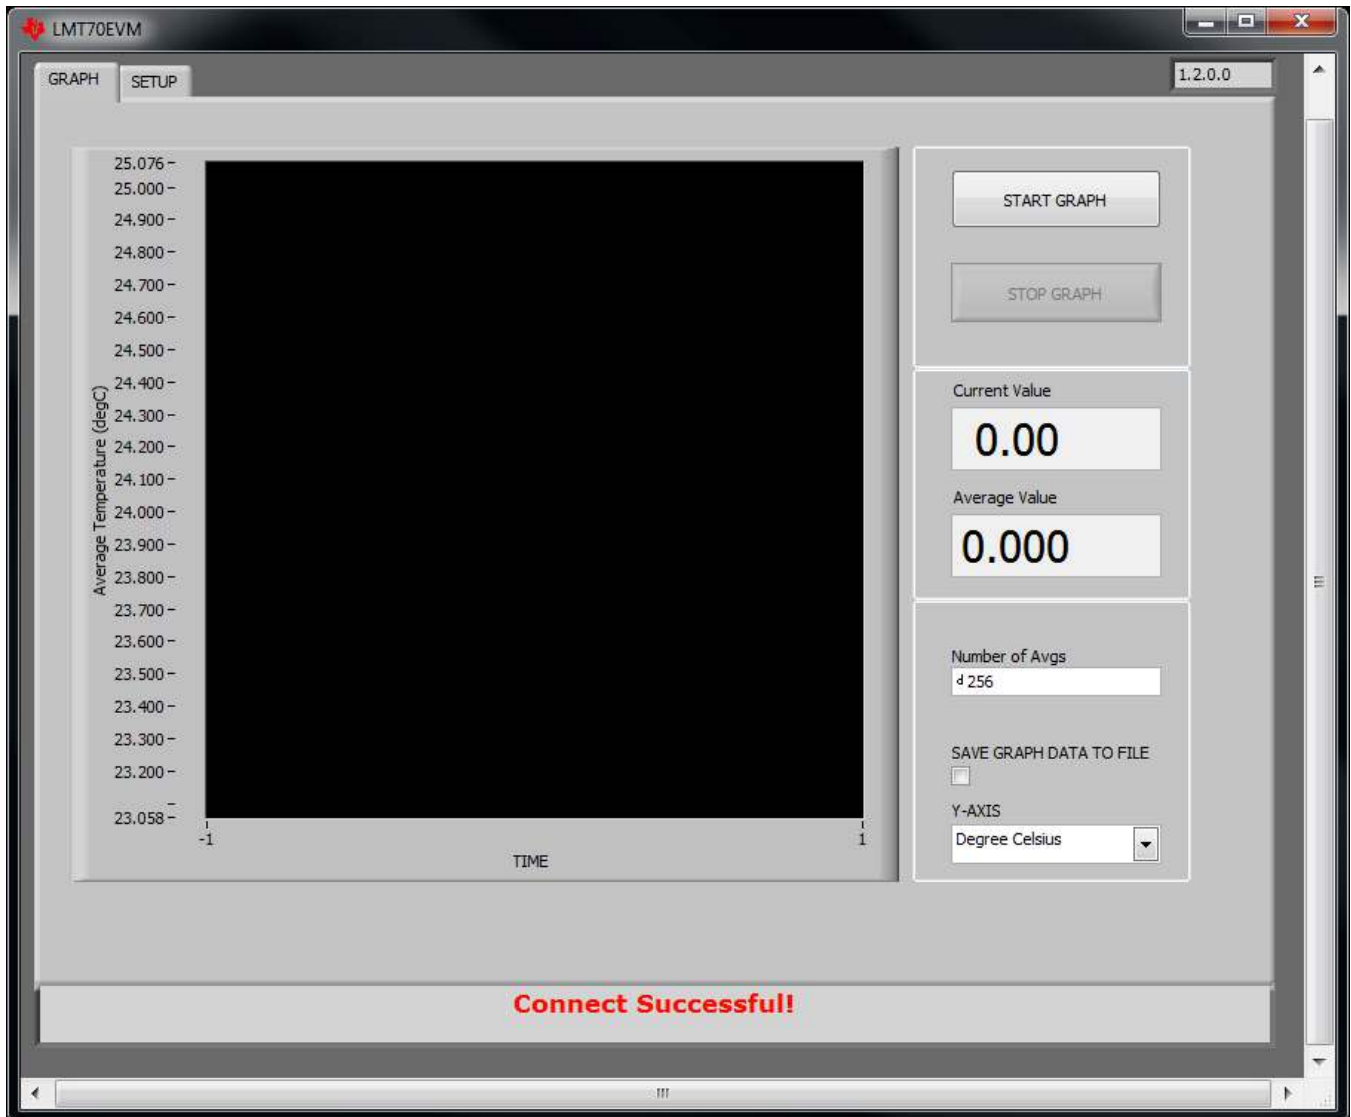 LMT70EVM
GRAPH SETUP
1.2.0.0
25.076
25.000
24.900
24.800
24.700
24.600
24.500
24.400
24.300
24.200
24.100
24.000
23.900
23.800
23.700
23.600
23.500
23.400
23.300
23.200
23.058
Average Temperature (degC)
-1 1
TIME
START GRAPH
STOP GRAPH
Current Value
0.00
Average Value
0.000
Number of Avgs
d 256
SAVE GRAPH DATA TO FILE
Y-AXIS
Degree Celsius
Connect Successful!